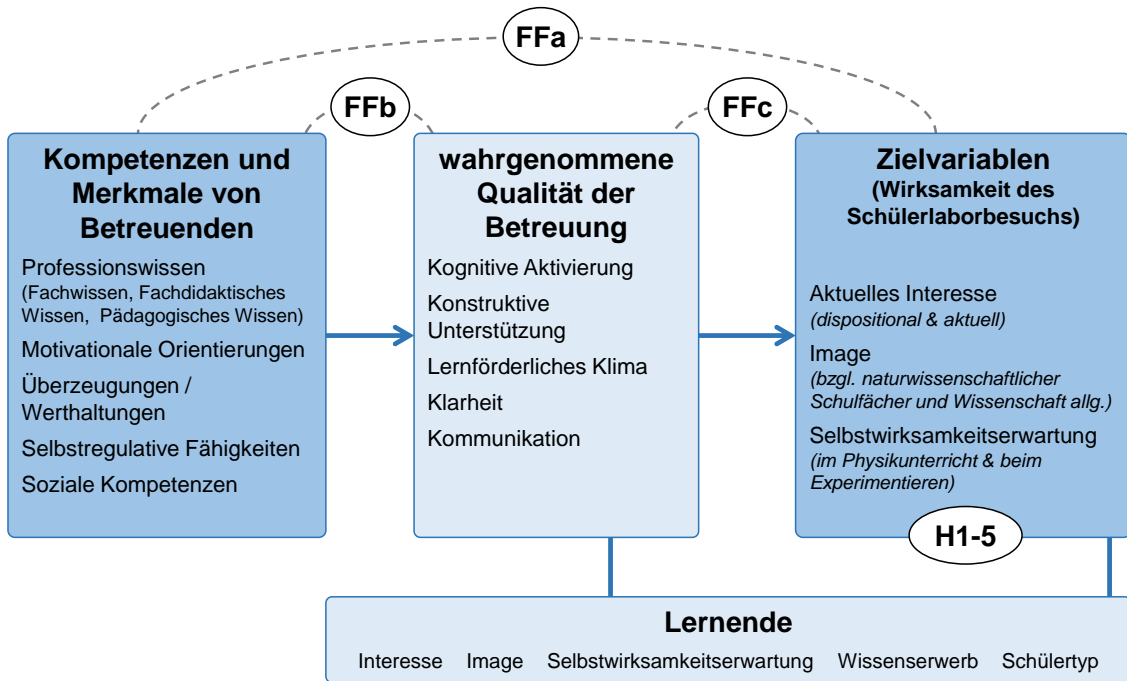 FFa
FFb
FFc
Kompetenzen und
Merkmale von
Betreuenden
Professionswissen
(Fachwissen, Fachdidaktisches
Wissen, Pädagogisches Wissen)
Motivationale Orientierungen
Überzeugungen /
Werthaltungen
Selbstregulative Fähigkeiten
Soziale Kompetenzen
wahrgenommene
Qualität der
Betreuung
Kognitive Aktivierung
Konstruktive
Unterstützung
Lernförderliches Klima
Klarheit
Kommunikation
Zielvariablen
(Wirksamkeit des
Schülerlaborbesuchs)
Aktuelles Interesse
(dispositional & aktuell)
Image
(bzgl. naturwissenschaftlicher
Schulfächer und Wissenschaft allg.)
Selbstwirksamkeitserwartung
(im Physikunterricht & beim
Experimentieren)
H1-5
Lernende
Interesse Image Selbstwirksamkeitserwartung Wissenserwerb Schülertyp